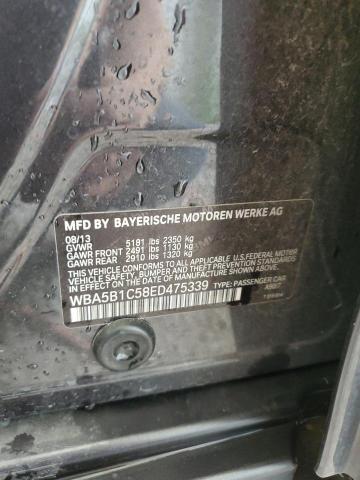 MFD BY BAYERISCHE MOTOREN WERKE AG
08/13
GVWR 5181 lbs 2350 kg
GAWR FRONT 2491 lbs 1130 kg
GAWR REAR 2910 lbs 1320 kg
THIS VEHICLE CONFORMS TO ALL APPLICABLE U.S. FEDERAL MOTOR
VEHICLE SAFETY, BUMPER, AND THEFT PREVENTION STANDARDS
IN EFFECT ON THE DATE OF MANUFACTURE SHOWN ABOVE.
WBA5B1C58ED475339 TYPE: PASSENGER CAR